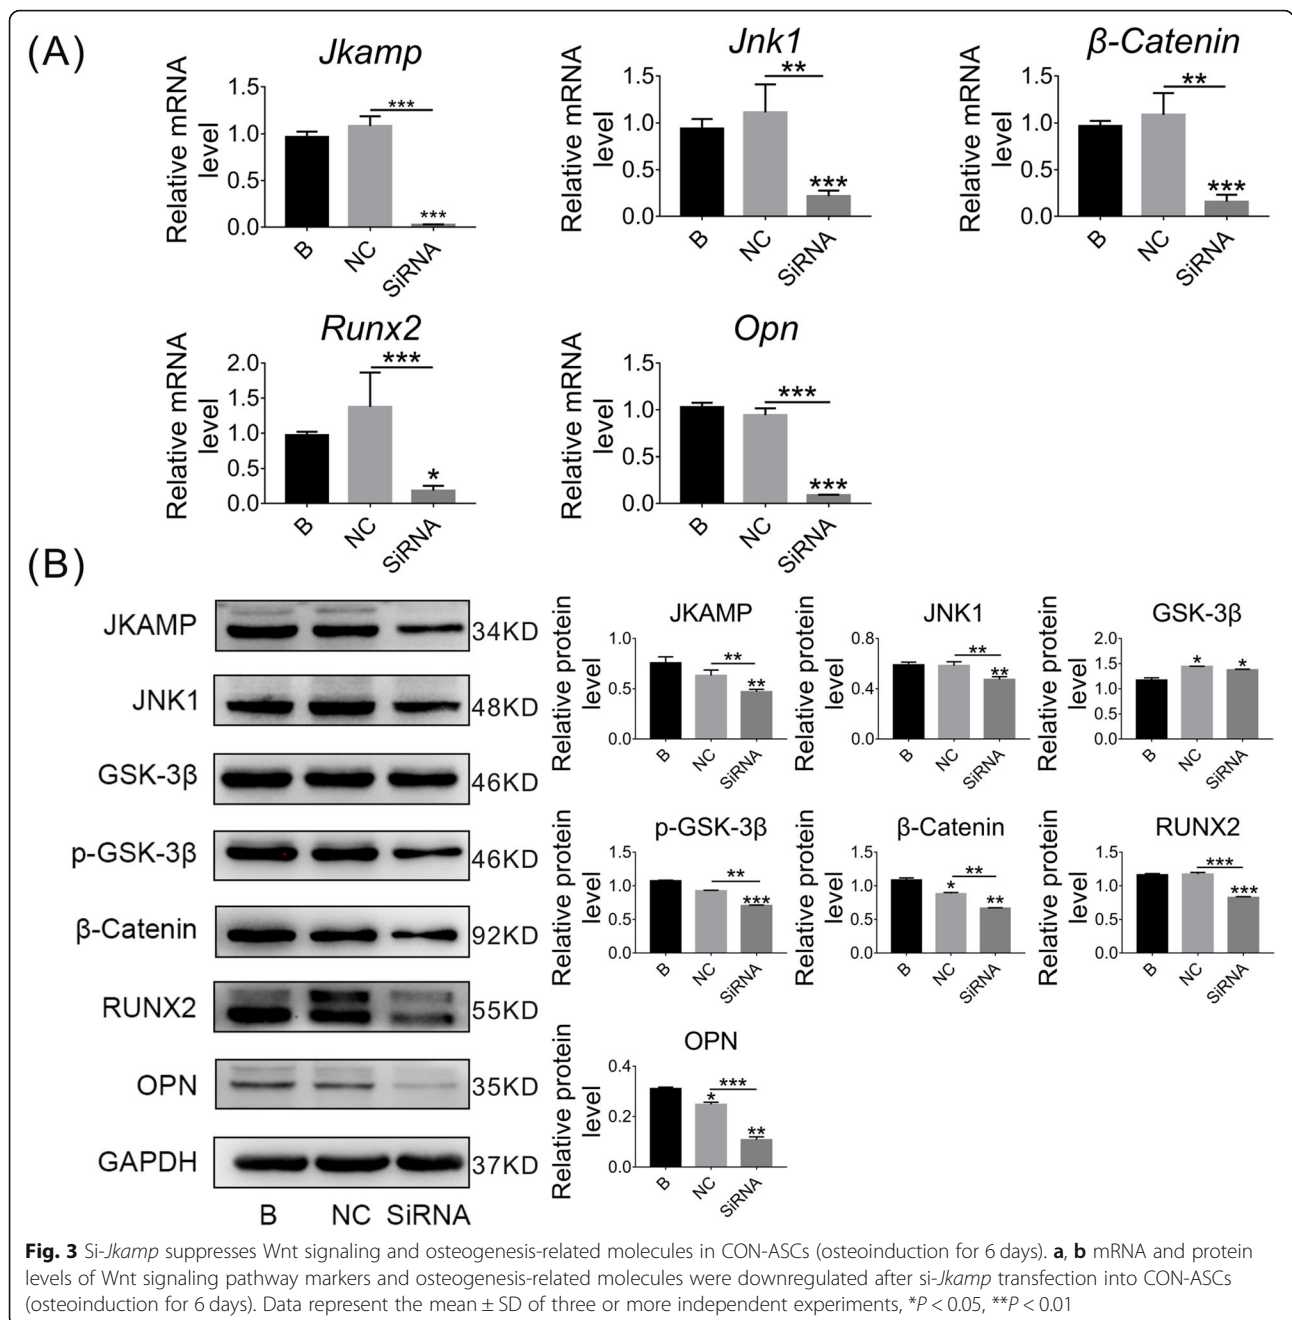 (A)
Jkamp
Relative mRNA
level
1.5
1.0
0.5
0.0
***
***
B
NC
SiRNA
Jnk1
Relative mRNA
level
1.5
1.0
0.5
0.0
**
***
B
NC
SiRNA
β-Catenin
Relative mRNA
level
1.5
1.0
0.5
0.0
**
***
B
NC
SiRNA
Runx2
Relative mRNA
level
2.0
1.5
1.0
0.5
0.0
***
*
B
NC
SiRNA
Opn
Relative mRNA
level
1.5
1.0
0.5
0.0
***
***
B
NC
SiRNA
(B)
JKAMP 34KD
JNK1 48KD
GSK-3β 46KD
p-GSK-3β 46KD
β-Catenin 92KD
RUNX2 55KD
OPN 35KD
GAPDH 37KD
B NC SiRNA
JKAMP
Relative protein
level
1.0
0.5
0.0
**
**
B
NC
SiRNA
JNK1
Relative protein
level
0.8
0.4
0.0
**
**
B
NC
SiRNA
GSK-3β
Relative protein
level
2.0
1.5
1.0
0.5
0.0
*
*
B
NC
SiRNA
p-GSK-3β
Relative protein
level
1.5
1.0
0.5
0.0
**
***
B
NC
SiRNA
β-Catenin
Relative protein
level
1.5
1.0
0.5
0.0
*
**
**
B
NC
SiRNA
RUNX2
Relative protein
level
1.5
1.0
0.5
0.0
***
***
B
NC
SiRNA
OPN
Relative protein
level
0.4
0.2
0.0
*
***
**
B
NC
SiRNA
Fig. 3 Si-Jkamp suppresses Wnt signaling and osteogenesis-related molecules in CON-ASCs (osteoinduction for 6 days). a, b mRNA and protein
levels of Wnt signaling pathway markers and osteogenesis-related molecules were downregulated after si-Jkamp transfection into CON-ASCs
(osteoinduction for 6 days). Data represent the mean ± SD of three or more independent experiments, *P < 0.05, **P < 0.01